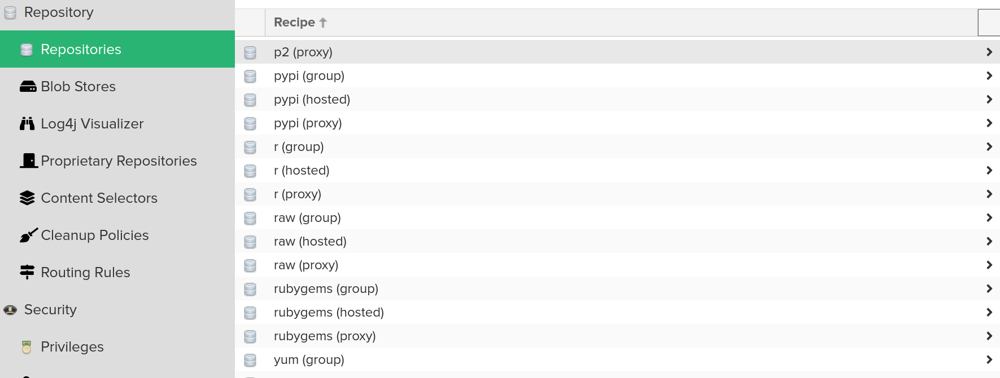 Repository
Repositories
Blob Stores
Log4j Visualizer
Proprietary Repositories
Content Selectors
Cleanup Policies
Routing Rules
Security
Privileges
Recipe
p2 (proxy)
pypi (group)
pypi (hosted)
pypi (proxy)
r (group)
r (hosted)
r (proxy)
raw (group)
raw (hosted)
raw (proxy)
rubygems (group)
rubygems (hosted)
rubygems (proxy)
yum (group)